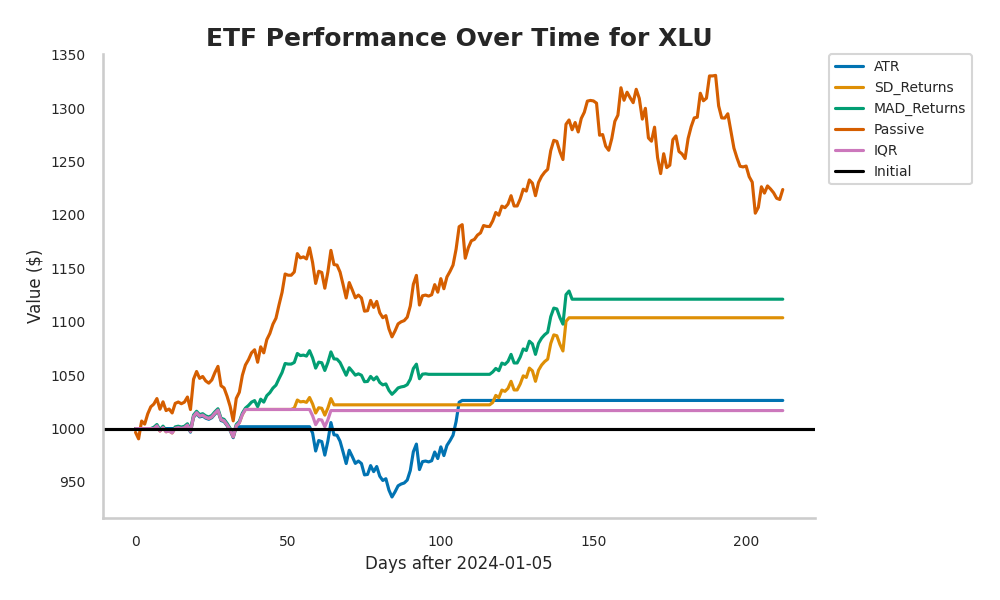 ETF Performance Over Time for XLU
1350
1300
1250
1200
1150
1100
1050
1000
950
Value ($)
0
50
100
150
200
Days after 2024-01-05
ATR
SD_Returns
MAD_Returns
Passive
IQR
Initial